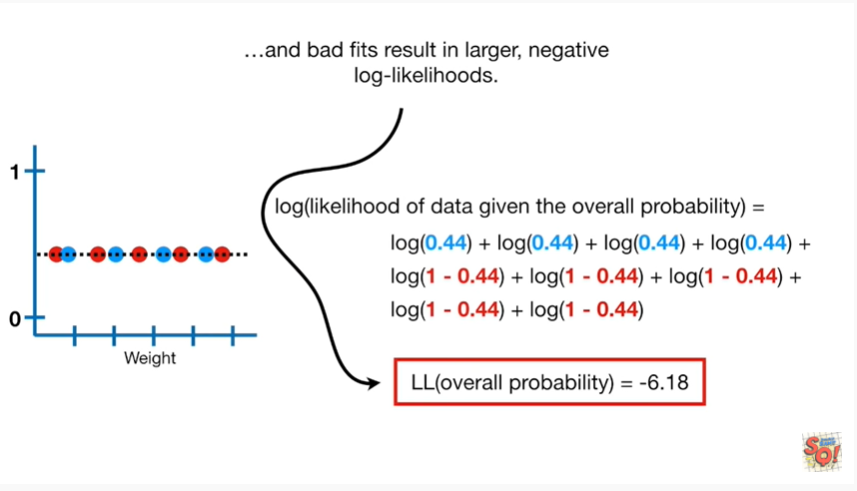 ...and bad fits result in larger, negative
log-likelihoods.
1
log(likelihood of data given the overall probability) =
log(0.44) + log(0.44) + log(0.44) + log(0.44) +
log(1 - 0.44) + log(1 - 0.44) + log(1 - 0.44) +
log(1 - 0.44) + log(1 - 0.44)
0
Weight
LL(overall probability) = -6.18
SQ!